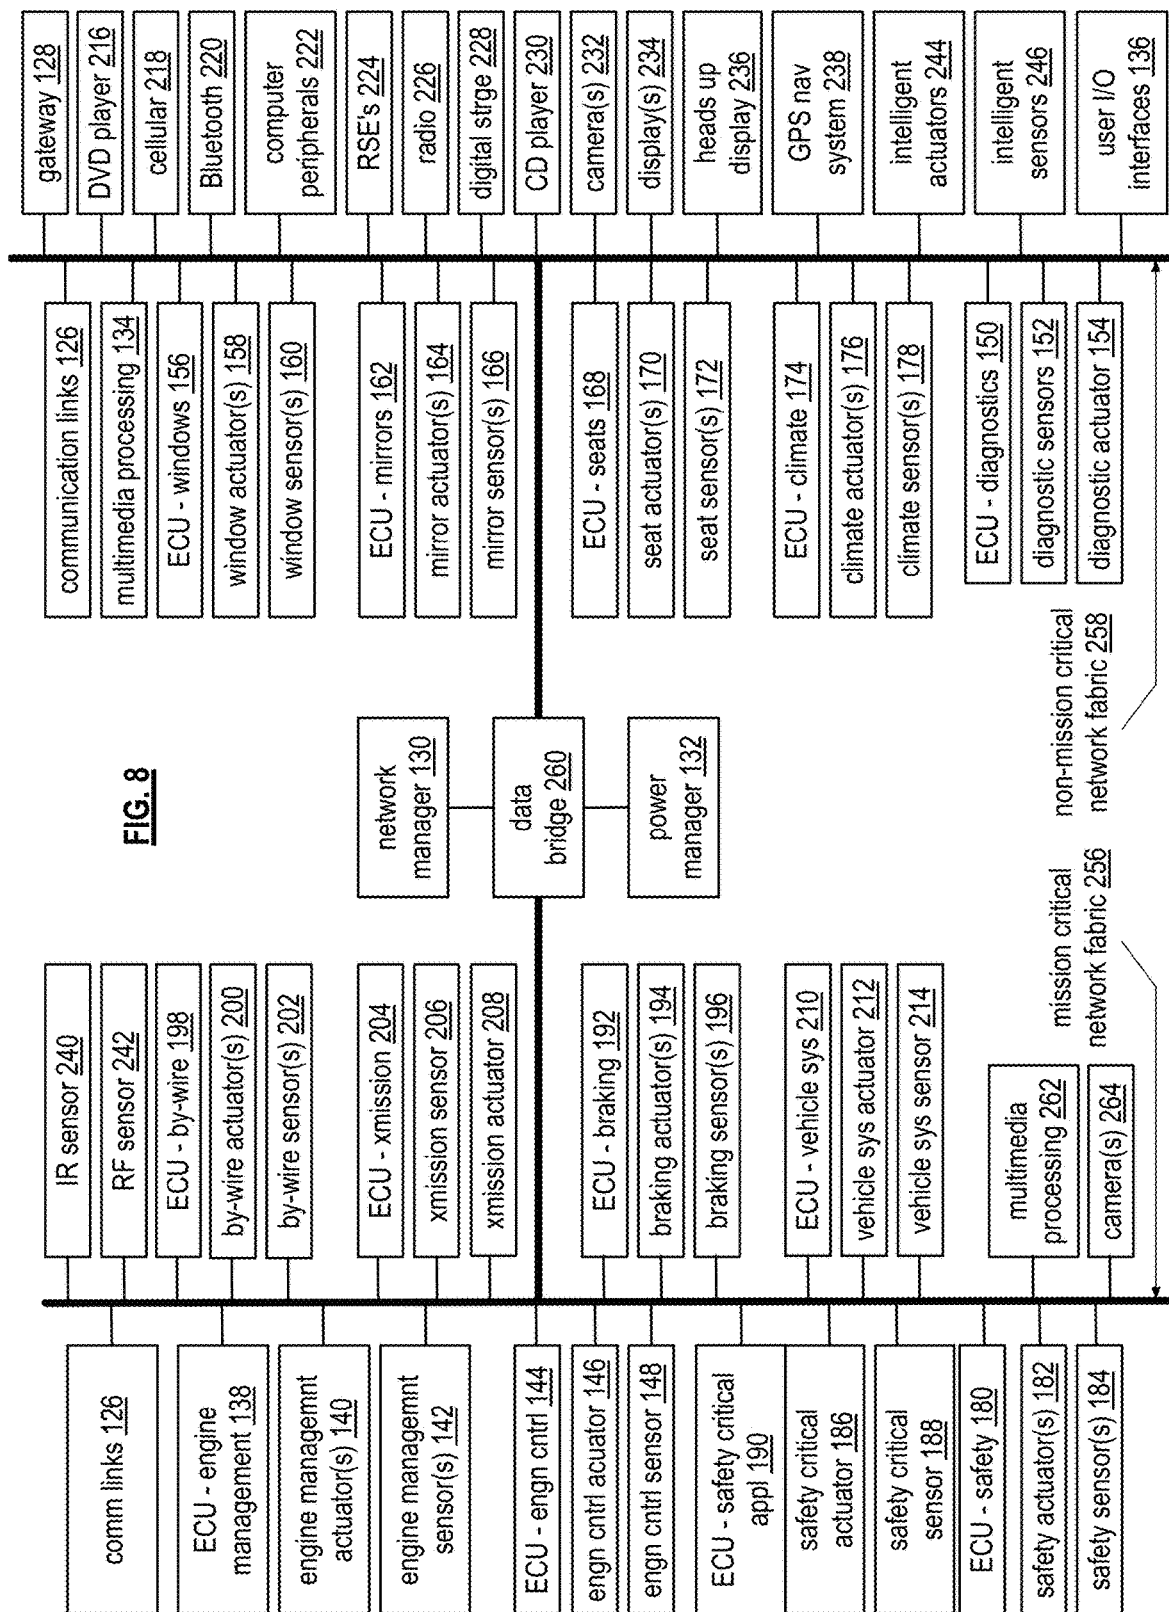 safety sensor(s) 184
safety actuator(s) 182
ECU - safety 180
safety critical
sensor 188
safety critical
actuator 186
ECU - safety critical
appl 190
engn cntrl sensor 148
engn cntrl acuator 146
ECU - engn cntrl 144
engine managemnt
sensor(s) 142
engine managemnt
actuator(s) 140
ECU - engine
management 138
comm links 126
camera(s) 264
multimedia
processing 262
vehicle sys sensor 214
vehicle sys actuator 212
ECU - vehicle sys 210
braking sensor(s) 196
braking actuator(s) 194
ECU - braking 192
xmission actuator 208
xmission sensor 206
ECU - xmission 204
by-wire sensor(s) 202
by-wire actuator(s) 200
ECU - by-wire 198
RF sensor 242
IR sensor 240
mission critical
network fabric 256
non-mission critical
network fabric 258
power
manager 132
data
bridge 260
network
manager 130
FIG. 8
diagnostic actuator 154
diagnostic sensors 152
ECU - diagnostics 150
climate sensor(s) 178
climate actuator(s) 176
ECU - climate 174
seat sensor(s) 172
seat actuator(s) 170
ECU - seats 168
mirror sensor(s) 166
mirror actuator(s) 164
ECU - mirrors 162
window sensor(s) 160
window actuator(s) 158
ECU - windows 156
multimedia processing 134
communication links 126
user I/O
interfaces 136
intelligent
sensors 246
intelligent
actuators 244
GPS nav
system 238
heads up
display 236
display(s) 234
camera(s) 232
CD player 230
digital strge 228
radio 226
RSE's 224
computer
peripherals 222
Bluetooth 220
cellular 218
DVD player 216
gateway 128